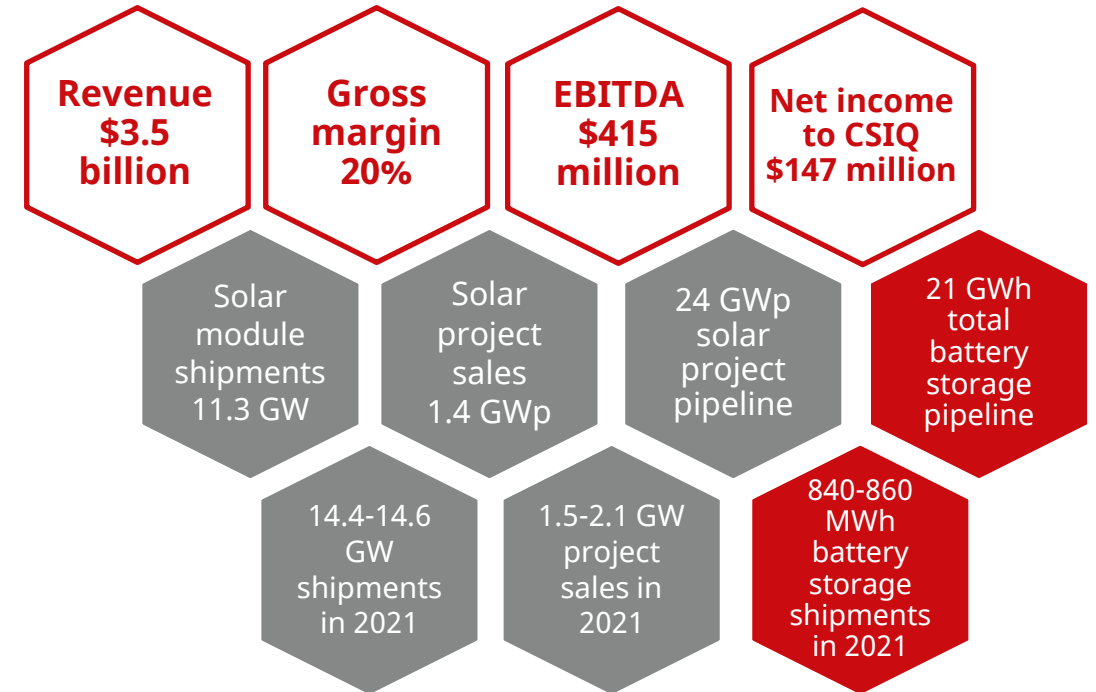 Revenue
$3.5
billion
Gross
margin
20%
EBITDA
$415
million
Net income
to CSIQ
$147 million
Solar
module
shipments
11.3 GW
Solar
project
sales
1.4 GWp
24 GWp
solar
project
pipeline
21 GWh
total
battery
storage
pipeline
14.4-14.6
GW
shipments
in 2021
1.5-2.1 GW
project
sales in
2021
840-860
MWh
battery
storage
shipments
in 2021